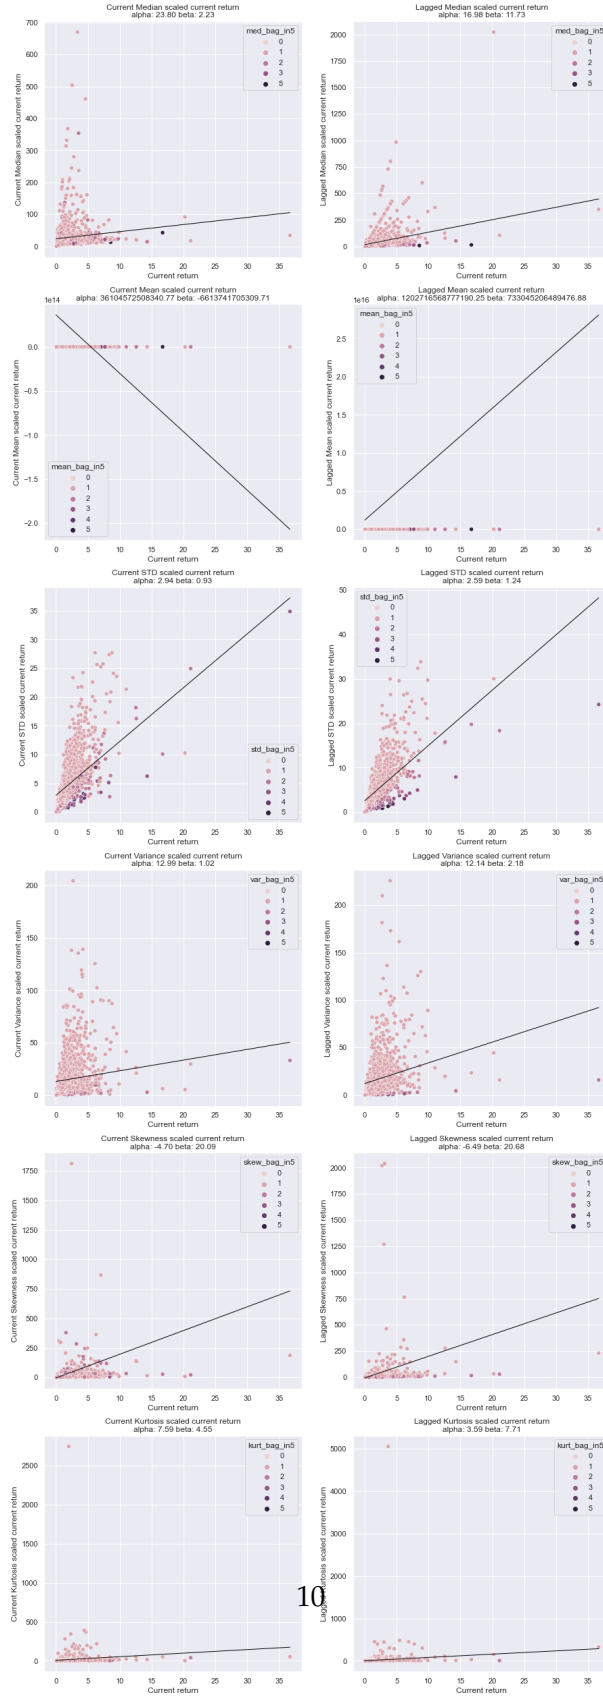 Current Median scaled current return
alpha: 23.80 beta: 2.23
700
600
500
400
300
200
100
0
Current Median scaled current return
med_bag_in5
0
1
2
3
5
0 5 10 15 20 25 30 35
Current return
Lagged Median scaled current return
alpha: 16.98 beta: 11.73
2000
1750
1500
1250
1000
750
500
250
0
Lagged Median scaled current return
med_bag_in5
0
1
2
3
5
0 5 10 15 20 25 30 35
Current return
Current Mean scaled current return
alpha: 36104572508340.77 beta: -6613741705309.71
1e14
0.0
−0.5
−1.0
−1.5
−2.0
Current Mean scaled current return
mean_bag_in5
0
1
2
3
4
5
0 5 10 15 20 25 30 35
Current return
Lagged Mean scaled current return
alpha: 1202716568777190.25 beta: 733045206489476.88
1e16
2.5
2.0
1.5
1.0
0.5
0.0
Lagged Mean scaled current return
mean_bag_in5
0
1
2
3
4
5
0 5 10 15 20 25 30 35
Current return
Current STD scaled current return
alpha: 2.94 beta: 0.93
35
30
25
20
15
10
5
0
Current STD scaled current return
std_bag_in5
0
1
2
3
4
5
0 5 10 15 20 25 30 35
Current return
Lagged STD scaled current return
alpha: 2.59 beta: 1.24
50
40
30
20
10
0
Lagged STD scaled current return
std_bag_in5
0
1
2
3
4
5
0 5 10 15 20 25 30 35
Current return
Current Variance scaled current return
alpha: 12.99 beta: 1.02
200
150
100
50
0
Current Variance scaled current return
var_bag_in5
0
1
2
3
4
5
0 5 10 15 20 25 30 35
Current return
Lagged Variance scaled current return
alpha: 12.14 beta: 2.18
200
150
100
50
0
Lagged Variance scaled current return
var_bag_in5
0
1
2
3
4
5
0 5 10 15 20 25 30 35
Current return
Current Skewness scaled current return
alpha: -4.70 beta: 20.09
1750
1500
1250
1000
750
500
250
0
Current Skewness scaled current return
skew_bag_in5
0
1
2
3
4
5
0 5 10 15 20 25 30 35
Current return
Lagged Skewness scaled current return
alpha: -6.49 beta: 20.68
2000
1750
1500
1250
1000
750
500
250
0
Lagged Skewness scaled current return
skew_bag_in5
0
1
2
3
4
5
0 5 10 15 20 25 30 35
Current return
Current Kurtosis scaled current return
alpha: 7.59 beta: 4.55
2500
2000
1500
1000
500
0
Current Kurtosis scaled current return
kurt_bag_in5
0
1
2
3
4
5
0 5 10 15 20 25 30 35
Current return
Lagged Kurtosis scaled current return
alpha: 3.59 beta: 7.71
5000
4000
3000
2000
1000
0
Lagged Kurtosis scaled current return
kurt_bag_in5
0
1
2
3
4
5
0 5 10 15 20 25 30 35
Current return
10